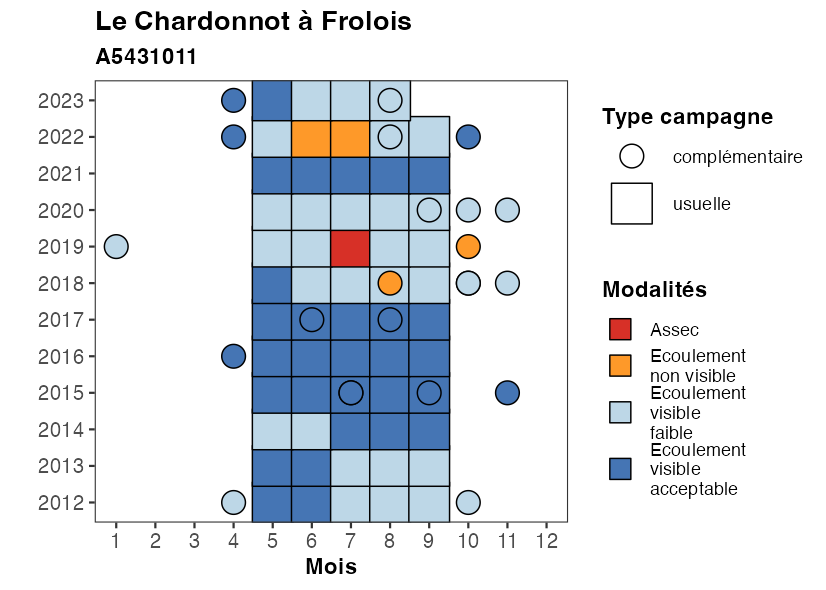 Le Chardonnot à Frolois
A5431011
2023
2022
2021
2020
2019
2018
2017
2016
2015
2014
2013
2012
1 2 3 4 5 6 7 8 9 10 11 12
Mois
Type campagne
complémentaire
usuelle
Modalités
Assec
Ecoulement
non visible
Ecoulement
visible
faible
Ecoulement
visible
acceptable